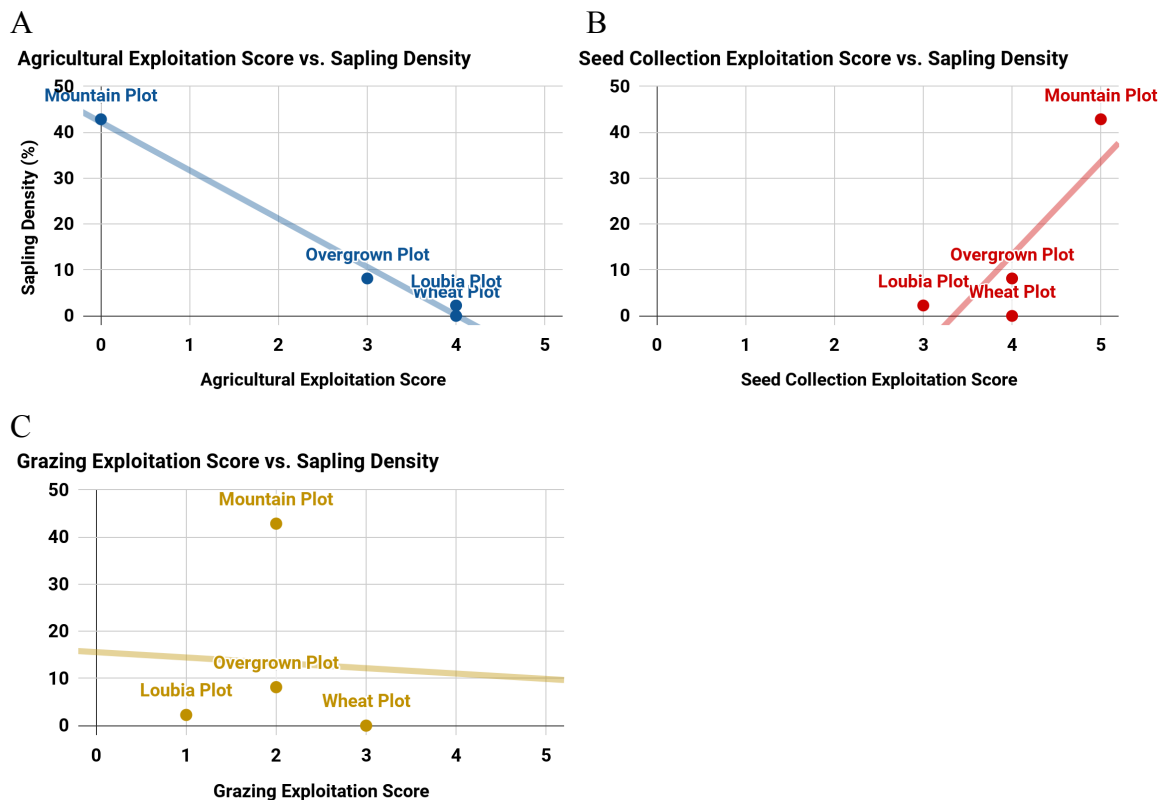 A
Agricultural Exploitation Score vs. Sapling Density
Sapling Density (%)
50
40
30
20
10
0
Mountain Plot
Overgrown Plot
Loubia Plot
Wheat Plot
0 1 2 3 4 5
Agricultural Exploitation Score
B
Seed Collection Exploitation Score vs. Sapling Density
50
40
30
20
10
0
Mountain Plot
Overgrown Plot
Loubia Plot
Wheat Plot
0 1 2 3 4 5
Seed Collection Exploitation Score
C
Grazing Exploitation Score vs. Sapling Density
50
40
30
20
10
0
Mountain Plot
Overgrown Plot
Loubia Plot
Wheat Plot
0 1 2 3 4 5
Grazing Exploitation Score